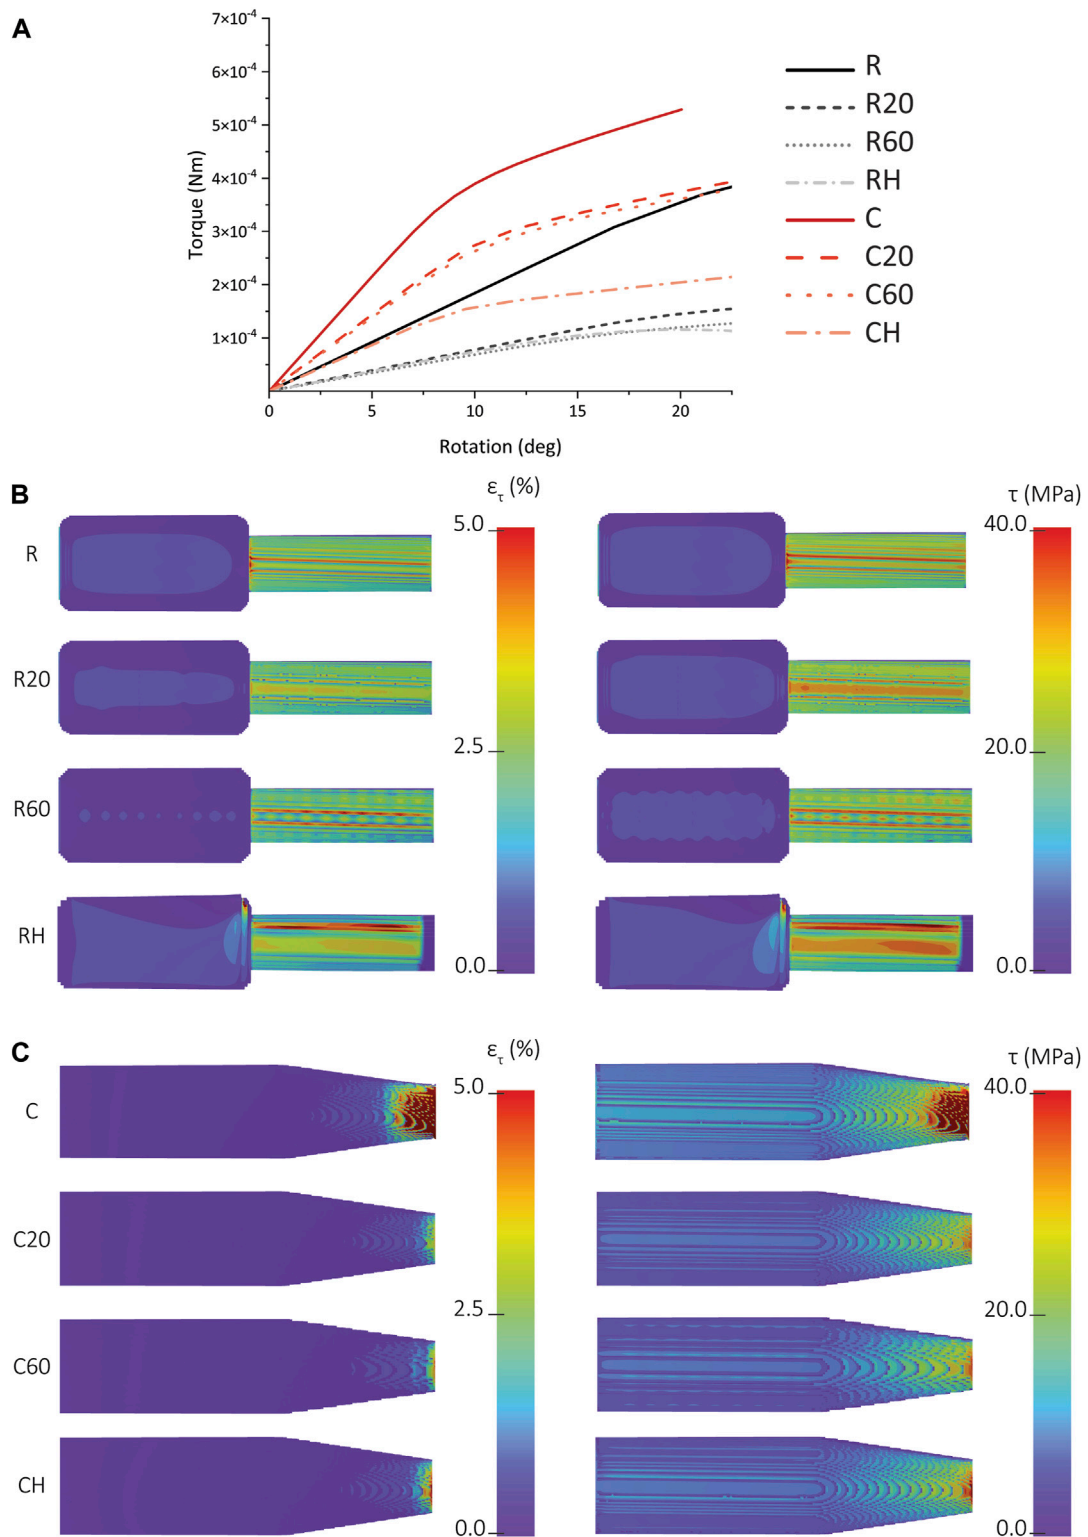 A
7×10⁻⁴
6×10⁻⁴
5×10⁻⁴
4×10⁻⁴
3×10⁻⁴
2×10⁻⁴
1×10⁻⁴
Torque (Nm)
0 5 10 15 20
Rotation (deg)
R
R20
R60
RH
C
C20
C60
CH
B
ε_τ (%)
τ (MPa)
5.0
40.0
R
R20
2.5
20.0
R60
RH
0.0
0.0
C
ε_τ (%)
τ (MPa)
5.0
40.0
C
C20
2.5
20.0
C60
CH
0.0
0.0